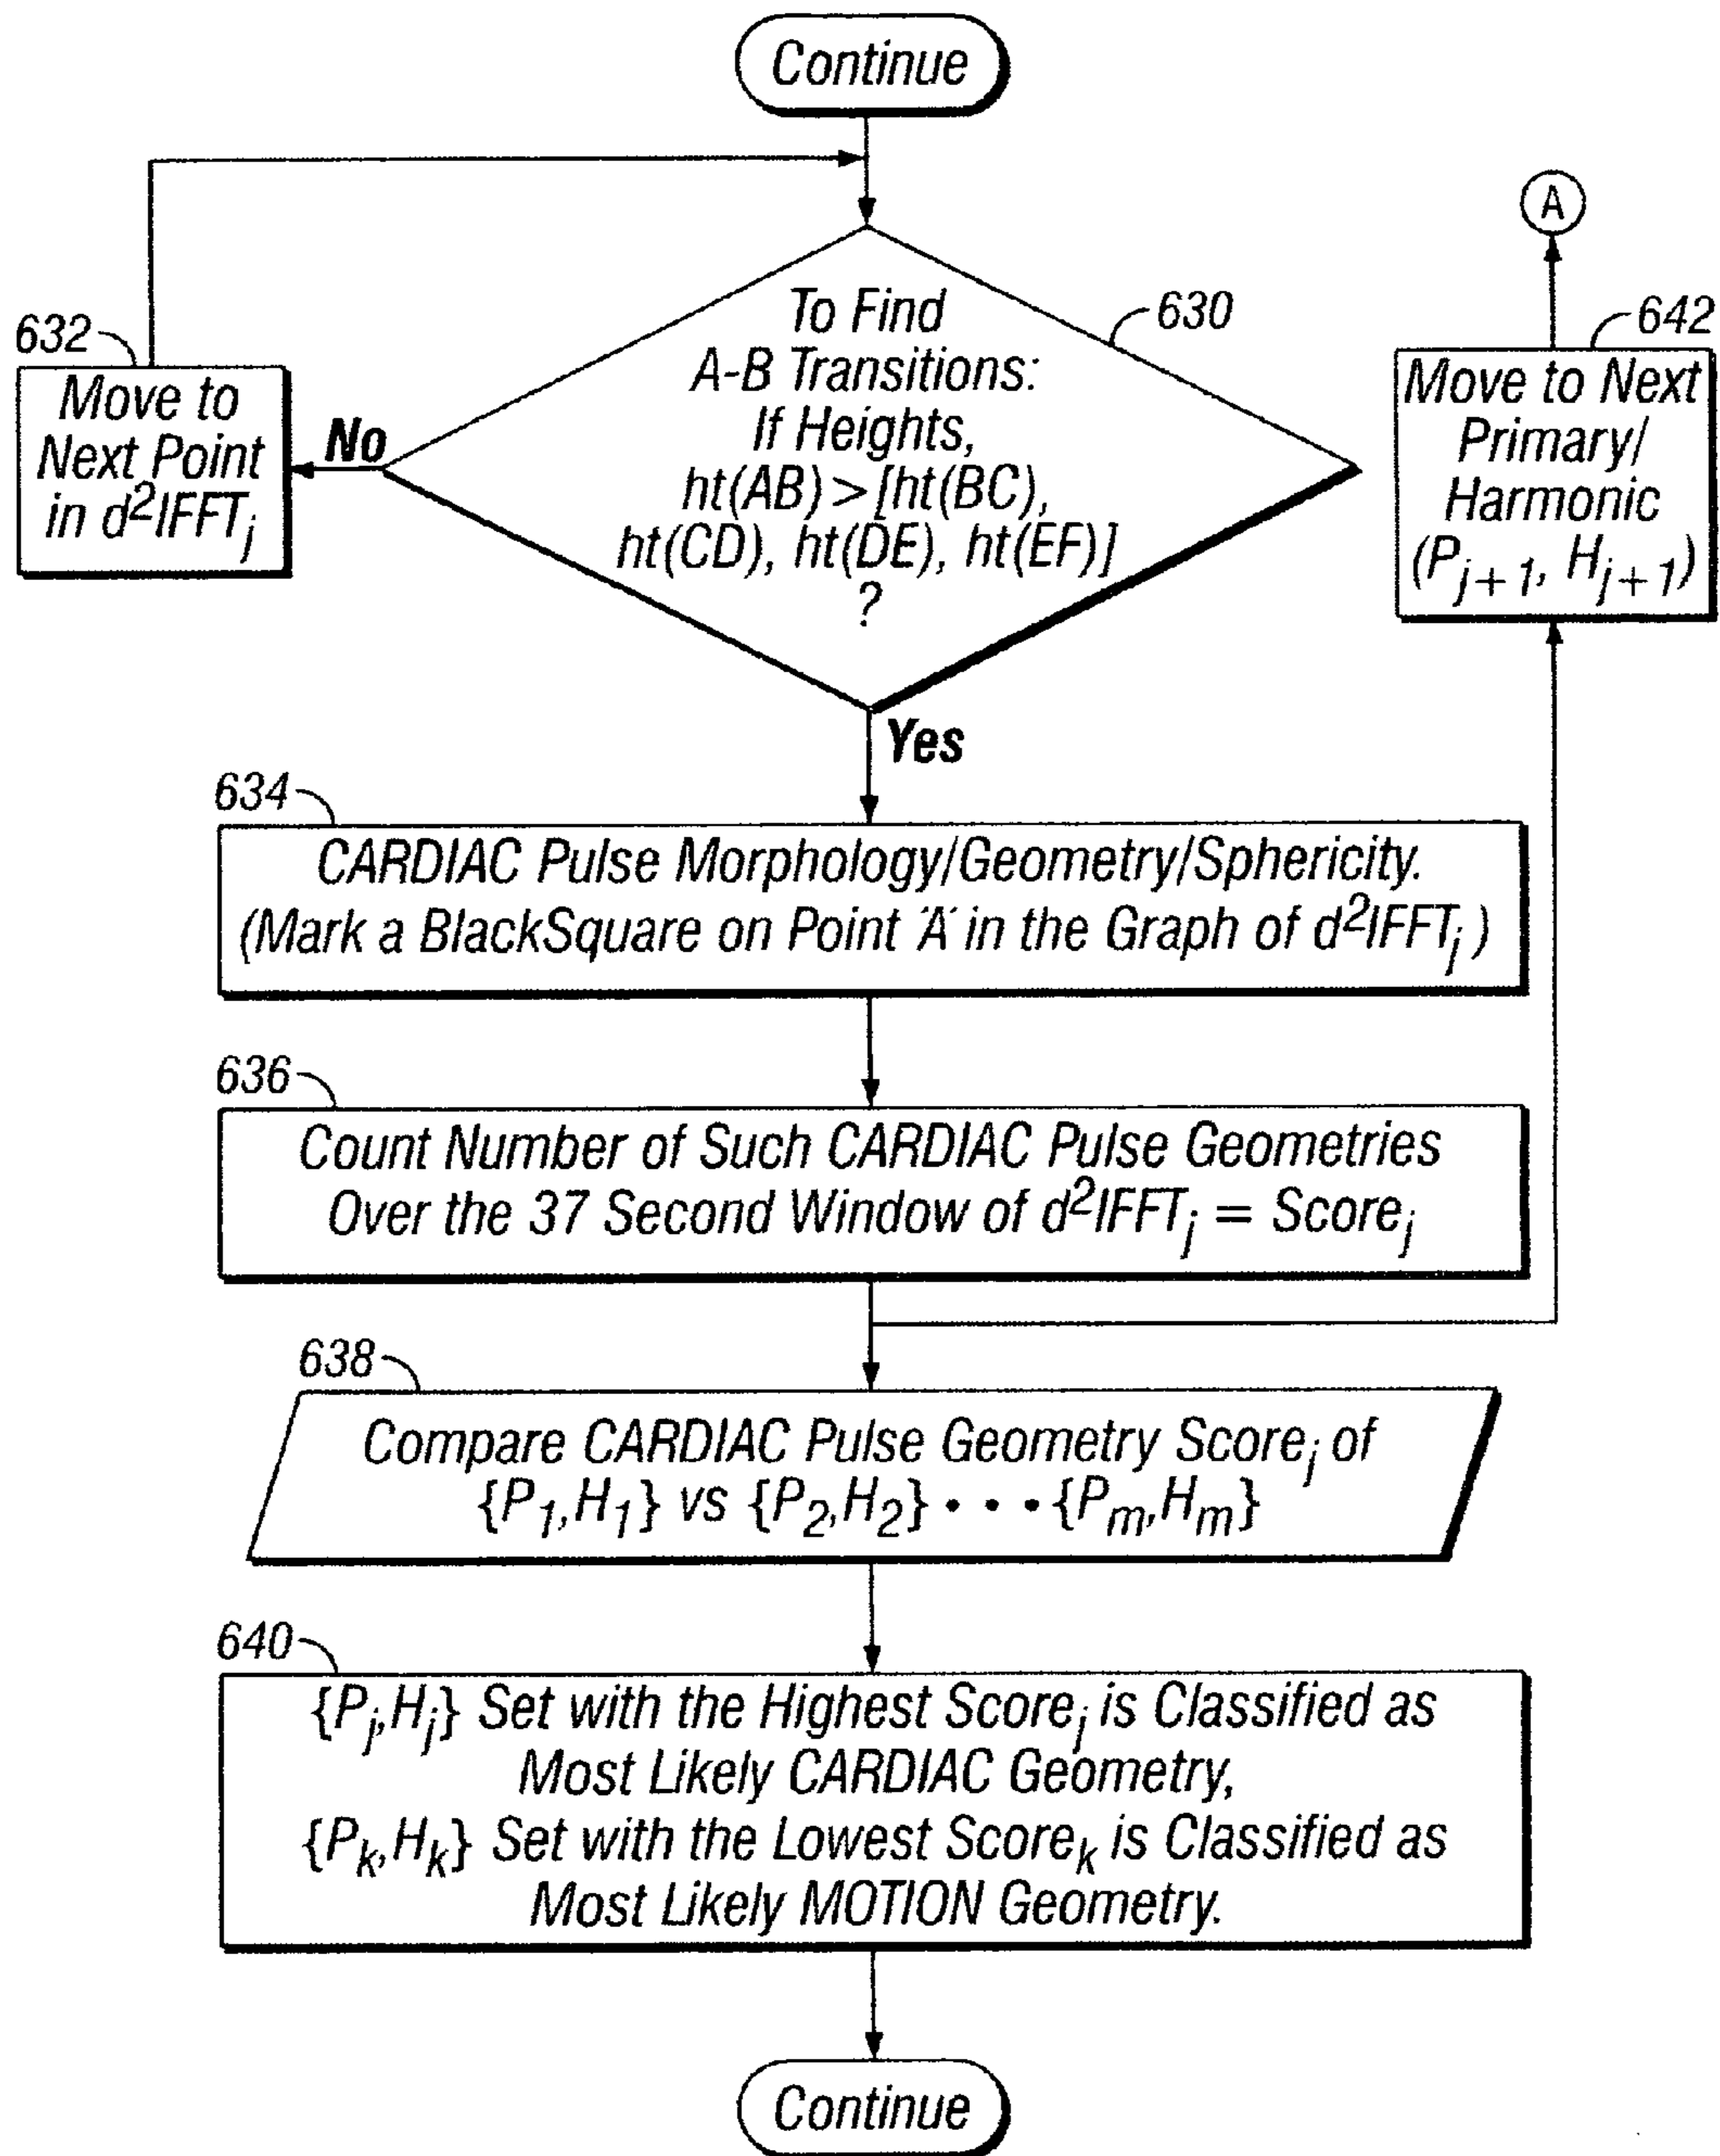 Continue
A
630
To Find
A-B Transitions:
If Heights,
ht(AB) > [ht(BC),
ht(CD), ht(DE), ht(EF)]
?
632
Move to
Next Point
in d²IFFTⱼ
No
642
Move to Next
Primary/
Harmonic
(Pⱼ₊₁, Hⱼ₊₁)
Yes
634
CARDIAC Pulse Morphology/Geometry/Sphericity.
(Mark a BlackSquare on Point 'A' in the Graph of d²IFFTⱼ)
636
Count Number of Such CARDIAC Pulse Geometries
Over the 37 Second Window of d²IFFTⱼ = Scoreⱼ
638
Compare CARDIAC Pulse Geometry Scoreⱼ of
{P₁,H₁} vs {P₂,H₂} • • • {Pₘ,Hₘ}
640
{Pⱼ,Hⱼ} Set with the Highest Scoreⱼ is Classified as
Most Likely CARDIAC Geometry,
{Pₖ,Hₖ} Set with the Lowest Scoreₖ is Classified as
Most Likely MOTION Geometry.
Continue